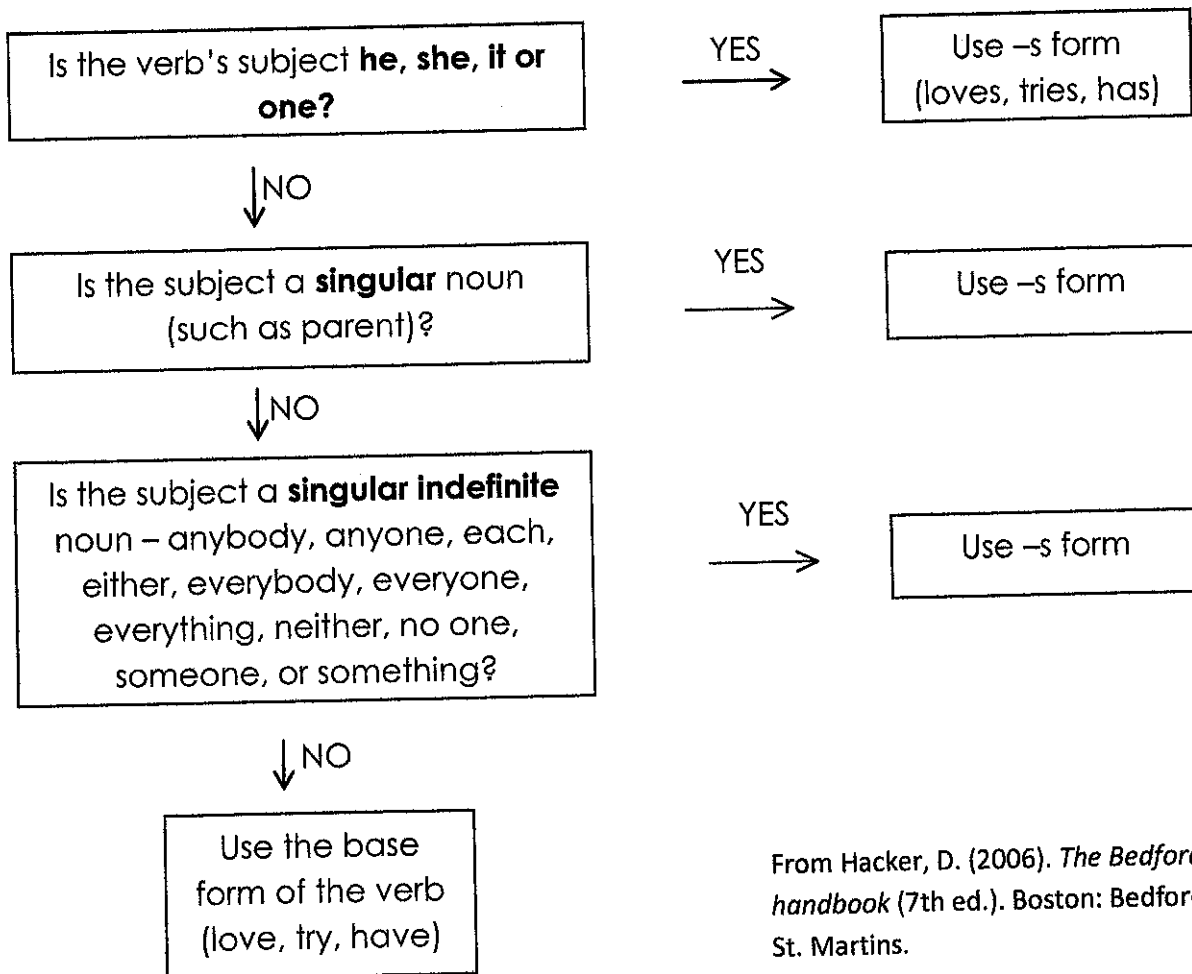 Is the verb's subject he, she, it or
one?
YES
Use –s form
(loves, tries, has)
NO
Is the subject a singular noun
(such as parent)?
YES
Use –s form
NO
Is the subject a singular indefinite
noun – anybody, anyone, each,
either, everybody, everyone,
everything, neither, no one,
someone, or something?
YES
Use –s form
NO
Use the base
form of the verb
(love, try, have)
From Hacker, D. (2006). The Bedford
handbook (7th ed.). Boston: Bedford
St. Martins.